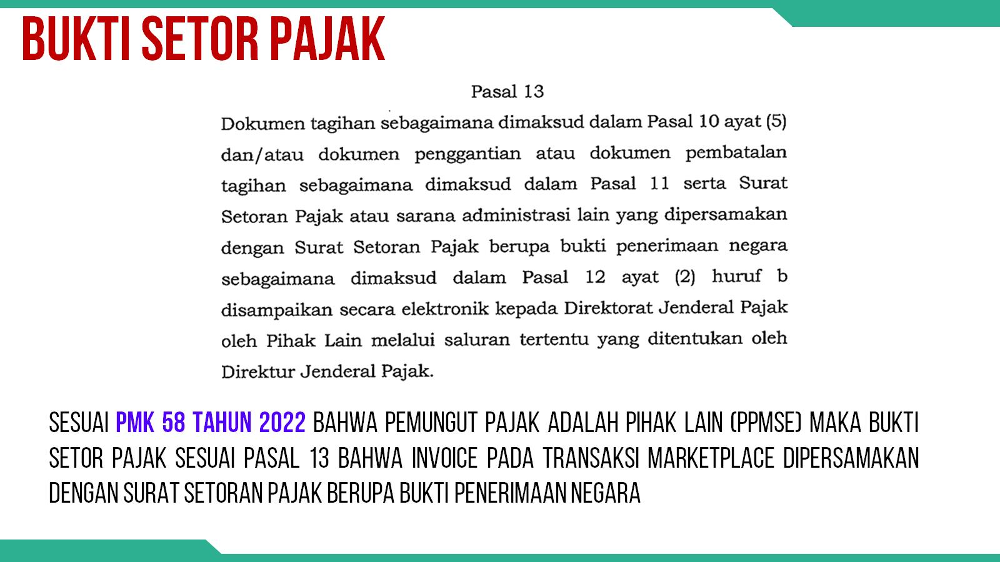 BUKTI SETOR PAJAK
Pasal 13
Dokumen tagihan sebagaimana dimaksud dalam Pasal 10 ayat (5)
dan/atau dokumen penggantian atau dokumen pembatalan
tagihan sebagaimana dimaksud dalam Pasal 11 serta Surat
Setoran Pajak atau sarana administrasi lain yang dipersamakan
dengan Surat Setoran Pajak berupa bukti penerimaan negara
sebagaimana dimaksud dalam Pasal 12 ayat (2) huruf b
disampaikan secara elektronik kepada Direktorat Jenderal Pajak
oleh Pihak Lain melalui saluran tertentu yang ditentukan oleh
Direktur Jenderal Pajak.
SESUAI PMK 58 TAHUN 2022 BAHWA PEMUNGUT PAJAK ADALAH PIHAK LAIN (PPMSE) MAKA BUKTI
SETOR PAJAK SESUAI PASAL 13 BAHWA INVOICE PADA TRANSAKSI MARKETPLACE DIPERSAMAKAN
DENGAN SURAT SETORAN PAJAK BERUPA BUKTI PENERIMAAN NEGARA